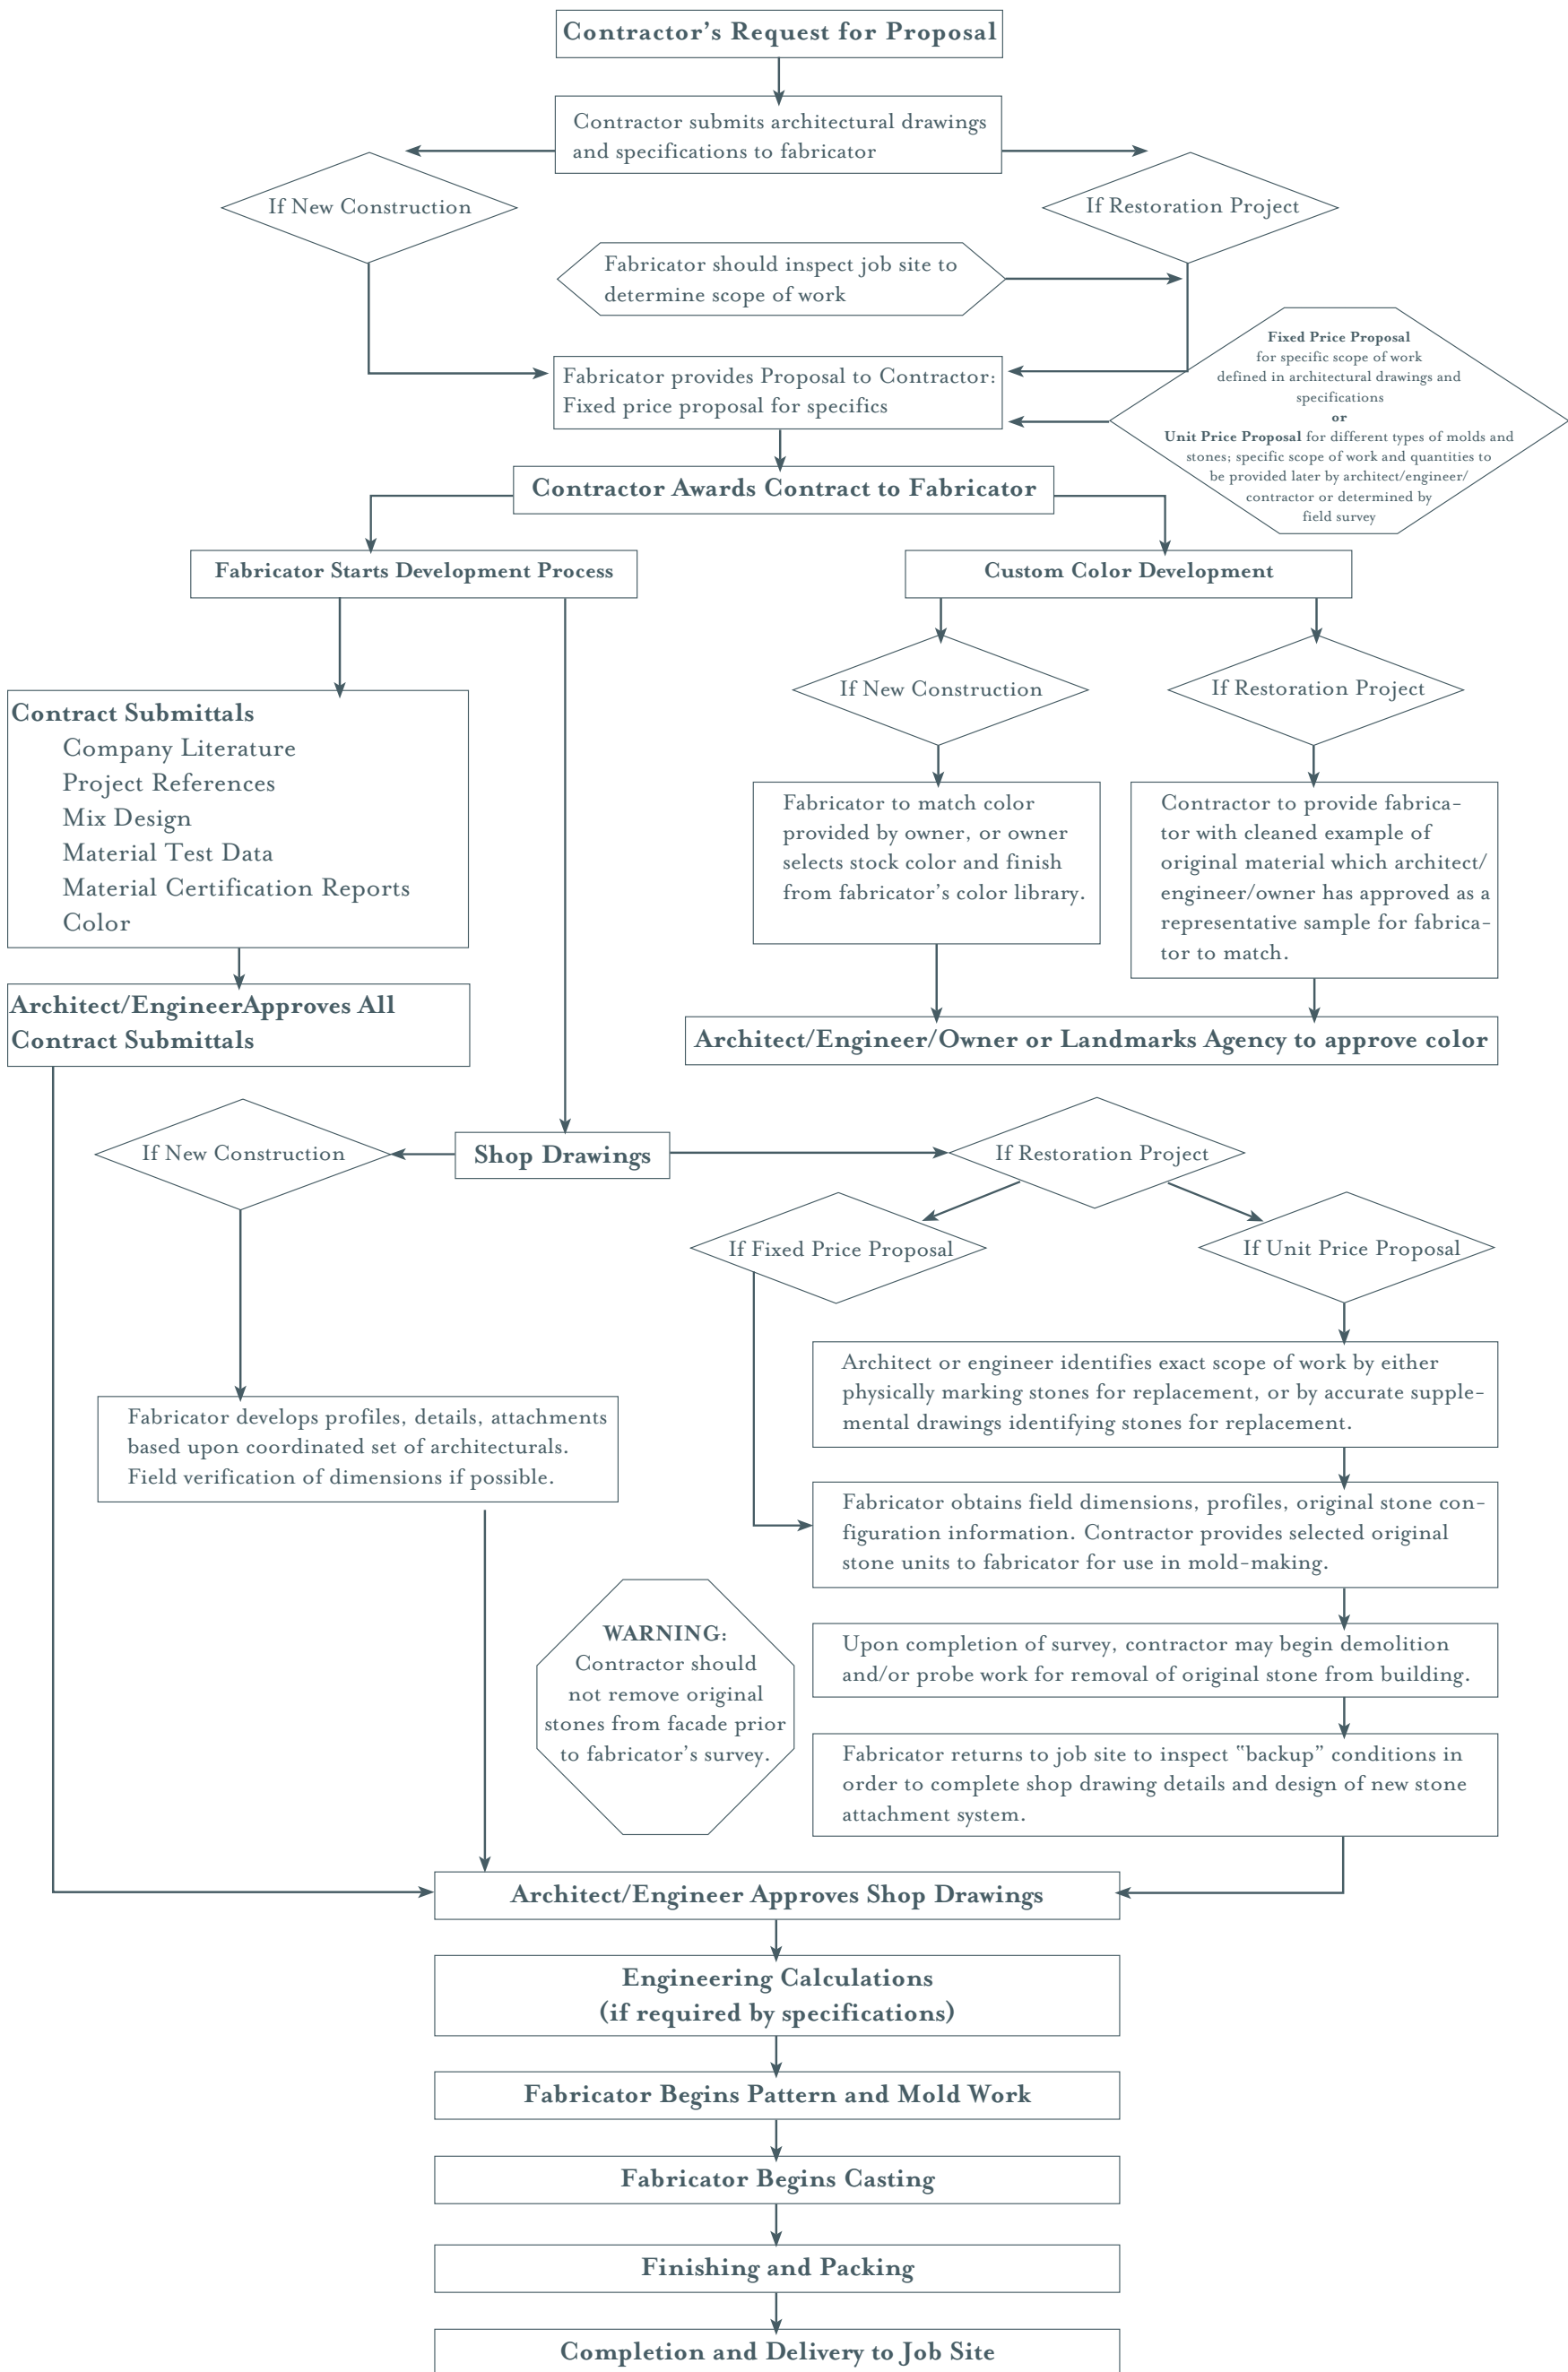 Contractor’s Request for Proposal
Contractor submits architectural drawings
and specifications to fabricator
If New Construction
If Restoration Project
Fabricator should inspect job site to
determine scope of work
Fabricator provides Proposal to Contractor:
Fixed price proposal for specifics
Fixed Price Proposal
for specific scope of work
defined in architectural drawings and
specifications
or
Unit Price Proposal for different types of molds and
stones; specific scope of work and quantities to
be provided later by architect/engineer/
contractor or determined by
field survey
Contractor Awards Contract to Fabricator
Fabricator Starts Development Process
Custom Color Development
If New Construction
If Restoration Project
Contract Submittals
Company Literature
Project References
Mix Design
Material Test Data
Material Certification Reports
Color
Fabricator to match color
provided by owner, or owner
selects stock color and finish
from fabricator’s color library.
Contractor to provide fabrica-
tor with cleaned example of
original material which architect/
engineer/owner has approved as a
representative sample for fabrica-
tor to match.
Architect/EngineerApproves All
Contract Submittals
Architect/Engineer/Owner or Landmarks Agency to approve color
If New Construction
Shop Drawings
If Restoration Project
If Fixed Price Proposal
If Unit Price Proposal
Architect or engineer identifies exact scope of work by either
physically marking stones for replacement, or by accurate supple-
mental drawings identifying stones for replacement.
Fabricator develops profiles, details, attachments
based upon coordinated set of architecturals.
Field verification of dimensions if possible.
Fabricator obtains field dimensions, profiles, original stone con-
figuration information. Contractor provides selected original
stone units to fabricator for use in mold-making.
WARNING:
Contractor should
not remove original
stones from facade prior
to fabricator’s survey.
Upon completion of survey, contractor may begin demolition
and/or probe work for removal of original stone from building.
Fabricator returns to job site to inspect “backup” conditions in
order to complete shop drawing details and design of new stone
attachment system.
Architect/Engineer Approves Shop Drawings
Engineering Calculations
(if required by specifications)
Fabricator Begins Pattern and Mold Work
Fabricator Begins Casting
Finishing and Packing
Completion and Delivery to Job Site